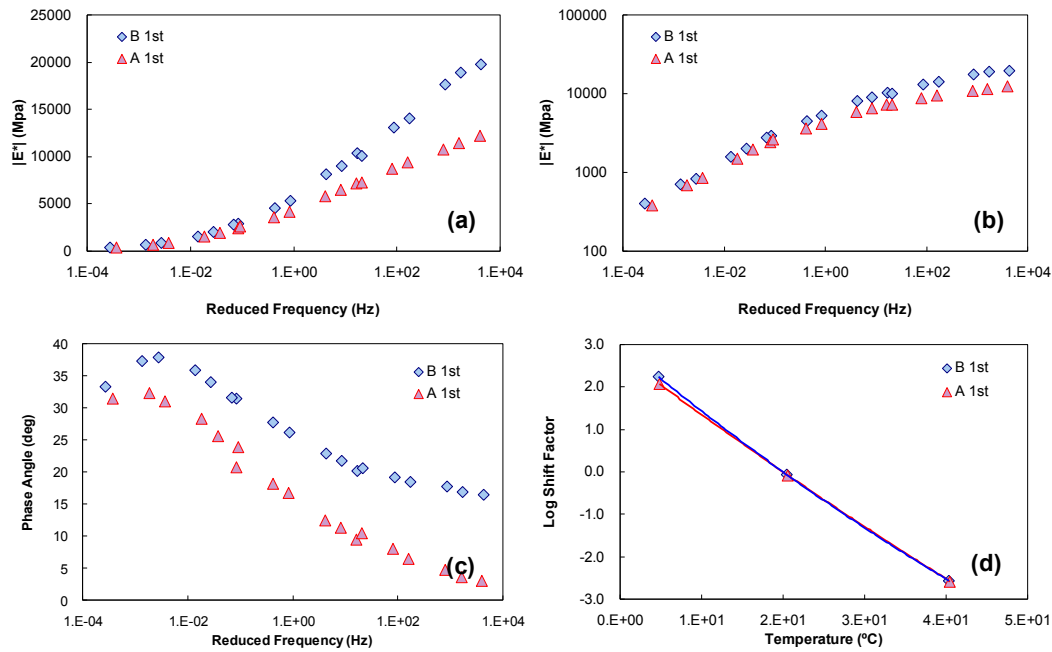 25000
20000
15000
10000
5000
0
|E*| (Mpa)
B 1st
A 1st
(a)
1.E-04 1.E-02 1.E+00 1.E+02 1.E+04
Reduced Frequency (Hz)
100000
10000
1000
100
|E*| (Mpa)
B 1st
A 1st
(b)
1.E-04 1.E-02 1.E+00 1.E+02 1.E+04
Reduced Frequency (Hz)
40
35
30
25
20
15
10
5
0
Phase Angle (deg)
B 1st
A 1st
(c)
1.E-04 1.E-02 1.E+00 1.E+02 1.E+04
Reduced Frequency (Hz)
3.0
2.0
1.0
0.0
-1.0
-2.0
-3.0
Log Shift Factor
B 1st
A 1st
(d)
0.E+00 1.E+01 2.E+01 3.E+01 4.E+01 5.E+01
Temperature (ºC)